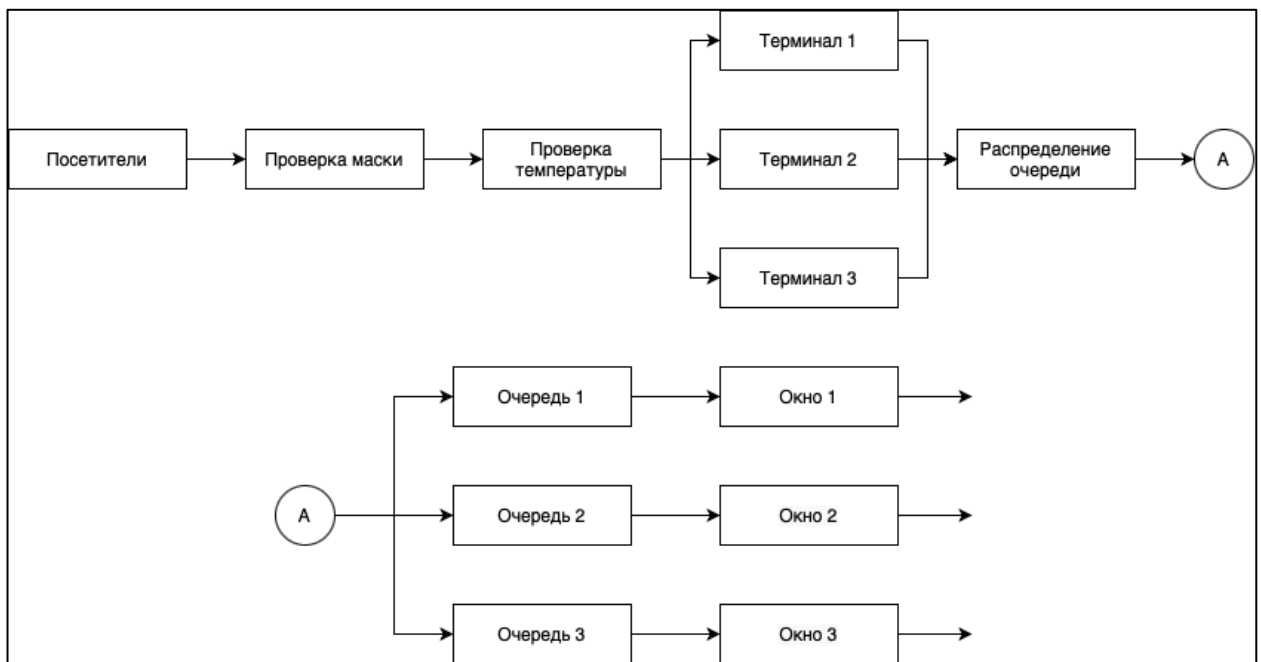 Терминал 1
Посетители
Проверка маски
Проверка
температуры
Терминал 2
Распределение
очереди
А
Терминал 3
Очередь 1
Окно 1
А
Очередь 2
Окно 2
Очередь 3
Окно 3